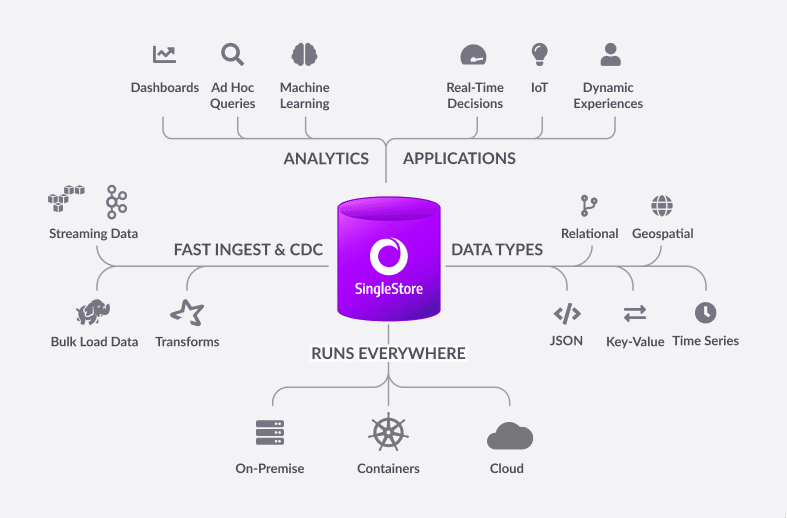 Dashboards
Ad Hoc
Queries
Machine
Learning
Real-Time
Decisions
IoT
Dynamic
Experiences
ANALYTICS
APPLICATIONS
Streaming Data
FAST INGEST & CDC
SingleStore
DATA TYPES
Relational
Geospatial
Bulk Load Data
Transforms
JSON
Key-Value
Time Series
RUNS EVERYWHERE
On-Premise
Containers
Cloud